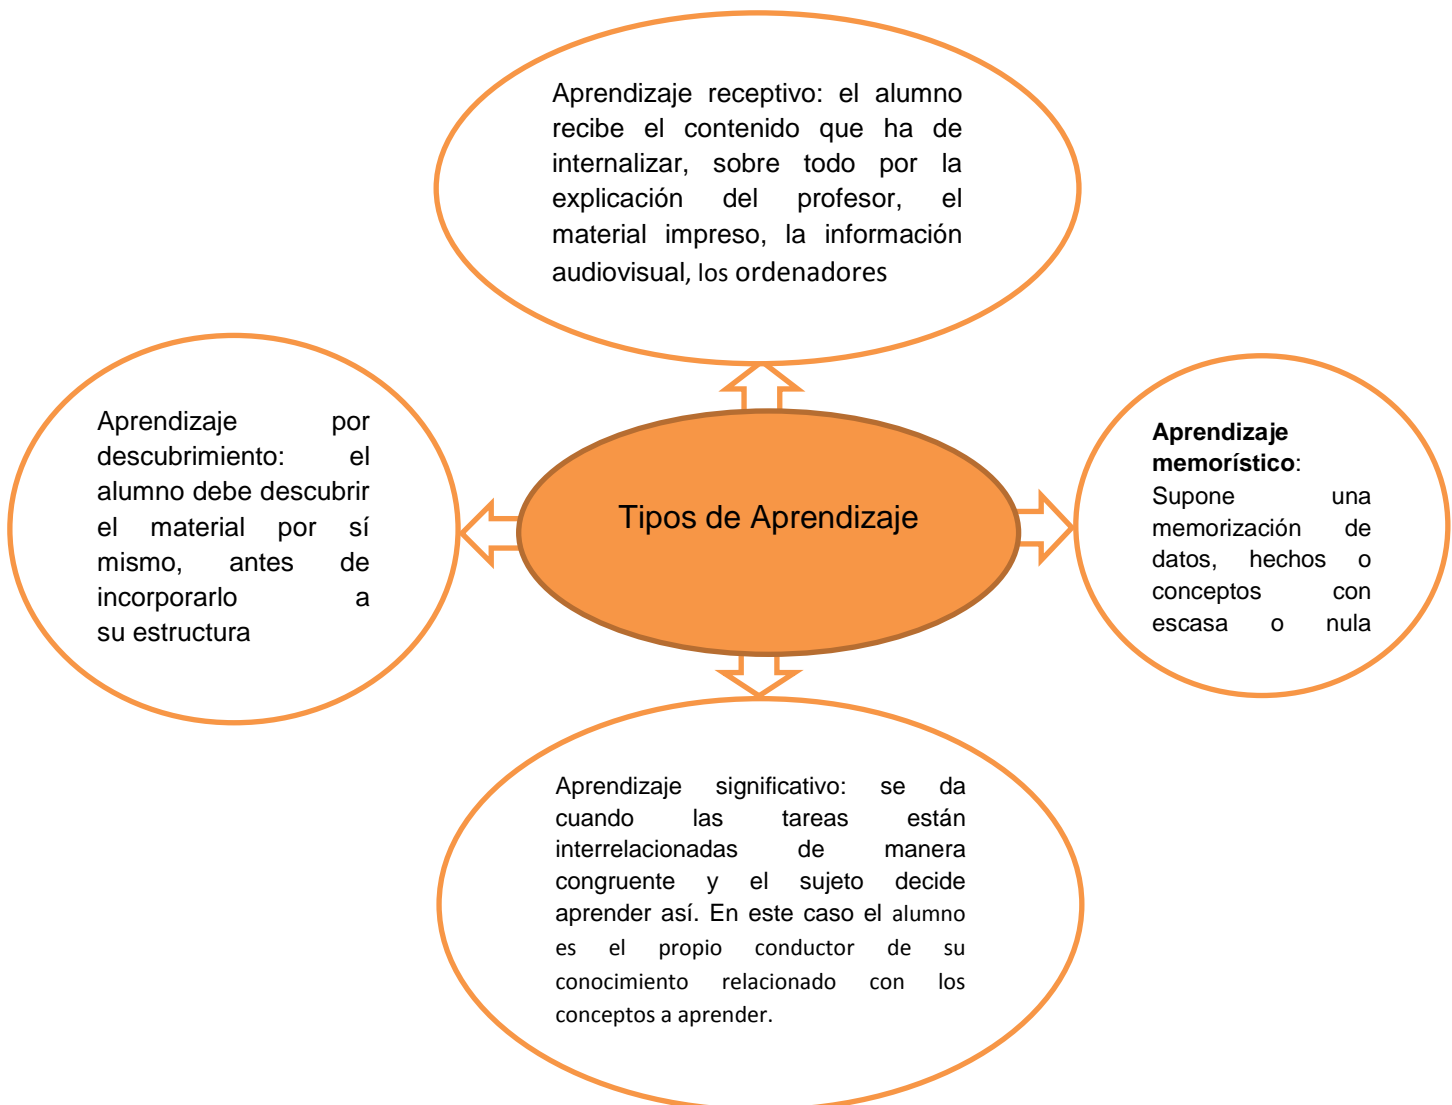 Aprendizaje receptivo: el alumno
recibe el contenido que ha de
internalizar, sobre todo por la
explicación del profesor, el
material impreso, la información
audiovisual, los ordenadores
Aprendizaje por
descubrimiento: el
alumno debe descubrir
el material por sí
mismo, antes de
incorporarlo a
su estructura
Tipos de Aprendizaje
Aprendizaje
memorístico:
Supone una
memorización de
datos, hechos o
conceptos con
escasa o nula
Aprendizaje significativo: se da
cuando las tareas están
interrelacionadas de manera
congruente y el sujeto decide
aprender así. En este caso el alumno
es el propio conductor de su
conocimiento relacionado con los
conceptos a aprender.